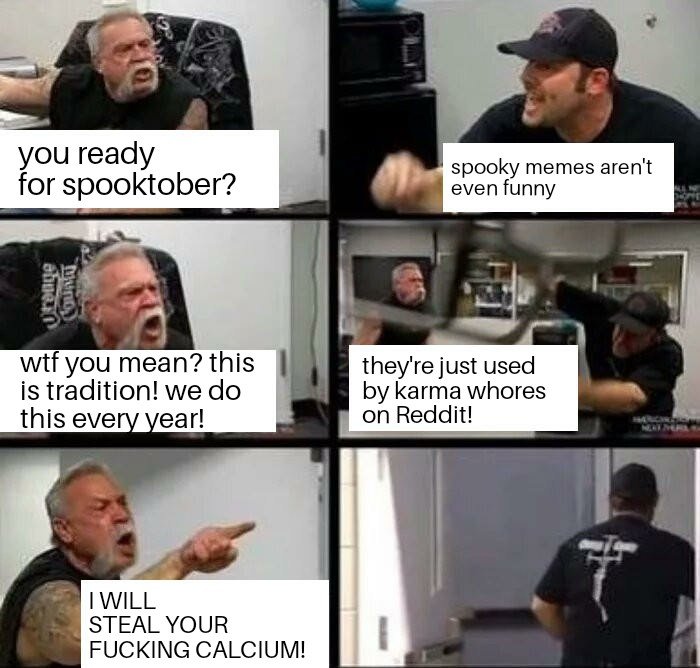 you ready
for spooktober?
spooky memes aren't
even funny
wtf you mean? this
is tradition! we do
this every year!
they're just used
by karma whores
on Reddit!
I WILL
STEAL YOUR
FUCKING CALCIUM!